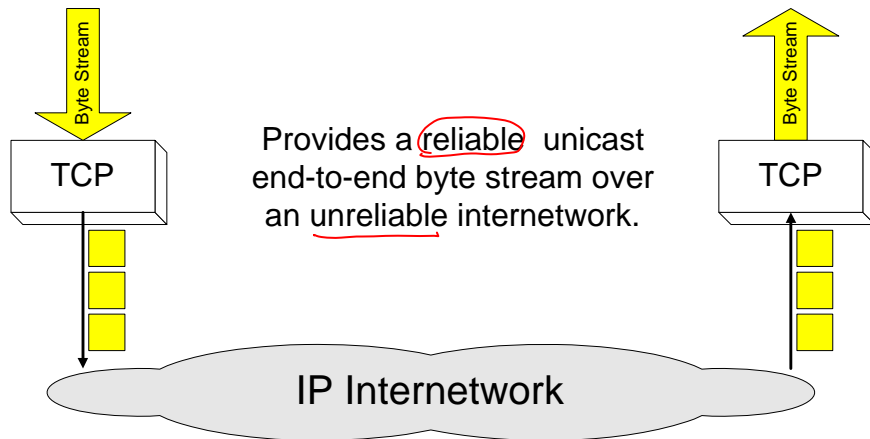 Byte Stream
Byte Stream
TCP
Provides a reliable unicast
end-to-end byte stream over
an unreliable internetwork.
TCP
IP Internetwork